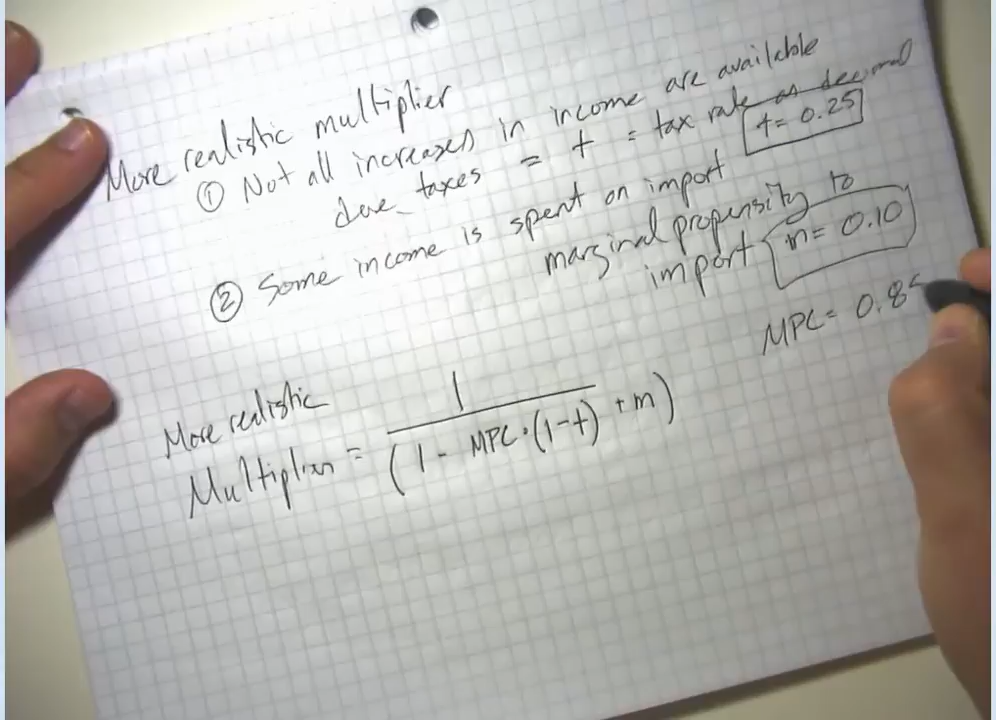 More realistic multiplier
① Not all increases in income are available
due taxes = t = tax rate as decimal
t = 0.25
② Some income is spent on import
marginal propensity to
import
m = 0.10
MPC = 0.8
More realistic
Multiplier = 1 / (1 - MPC · (1-t) + m)